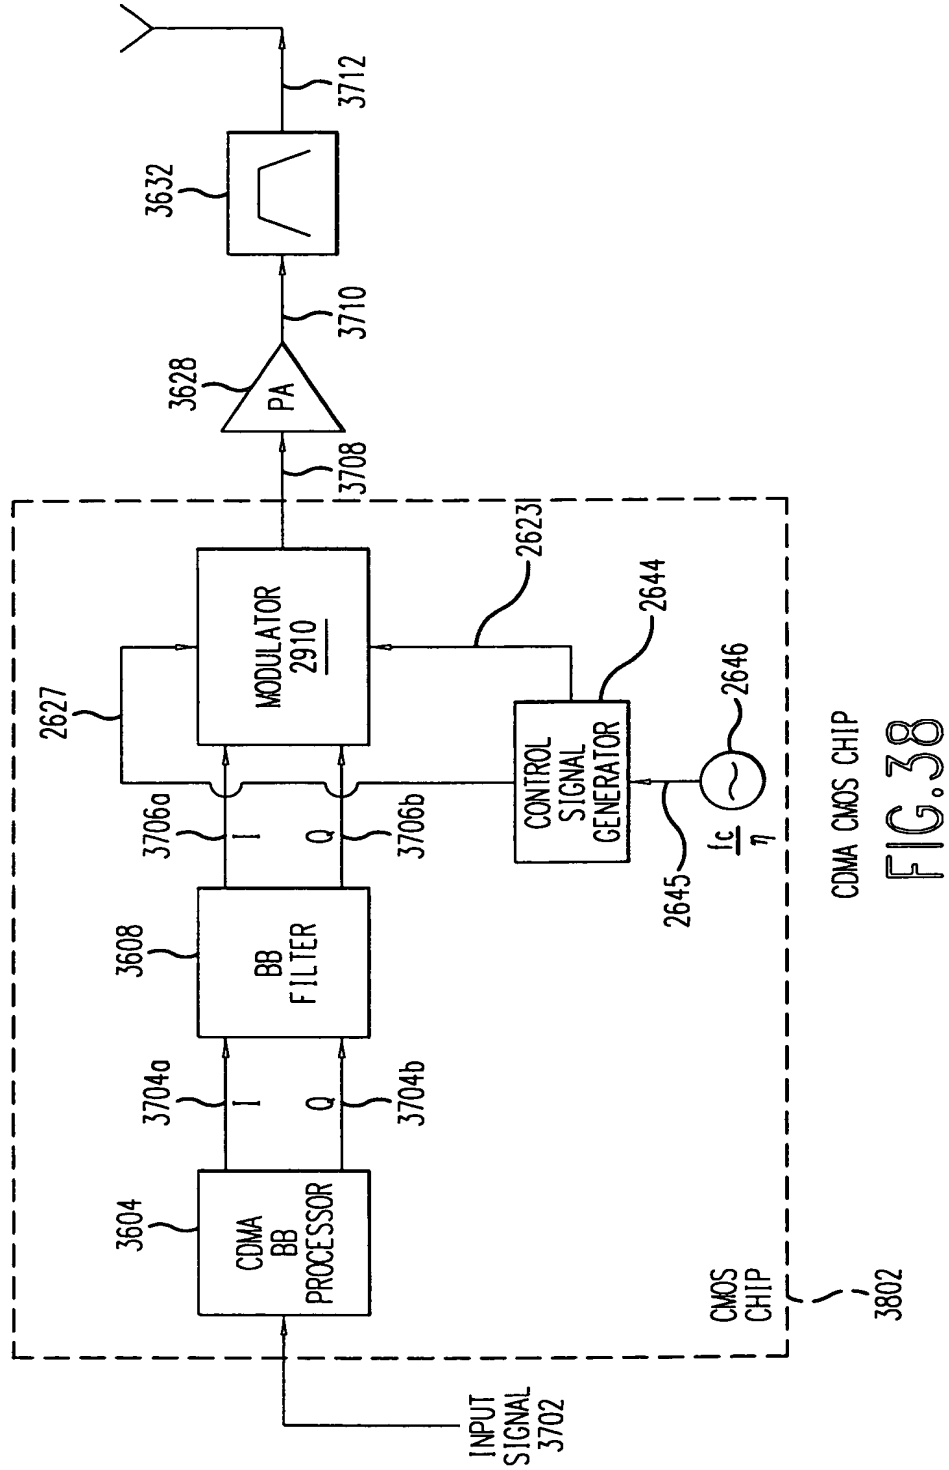 INPUT
SIGNAL
3702
3604
CDMA
BB
PROCESSOR
3704a
I
Q
3704b
3608
BB
FILTER
3706a
I
Q
3706b
2627
MODULATOR
2910
3708
3628
PA
3710
3632
3712
CONTROL
SIGNAL
GENERATOR
2623
2644
2645
2646
fc
η
CMOS
CHIP
3802
CDMA CMOS CHIP
FIG.38